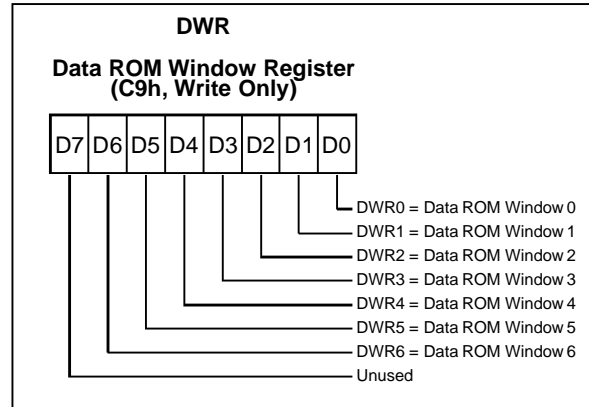 DWR
Data ROM Window Register
(C9h, Write Only)
D7 D6 D5 D4 D3 D2 D1 D0
DWR0 = Data ROM Window 0
DWR1 = Data ROM Window 1
DWR2 = Data ROM Window 2
DWR3 = Data ROM Window 3
DWR4 = Data ROM Window 4
DWR5 = Data ROM Window 5
DWR6 = Data ROM Window 6
Unused